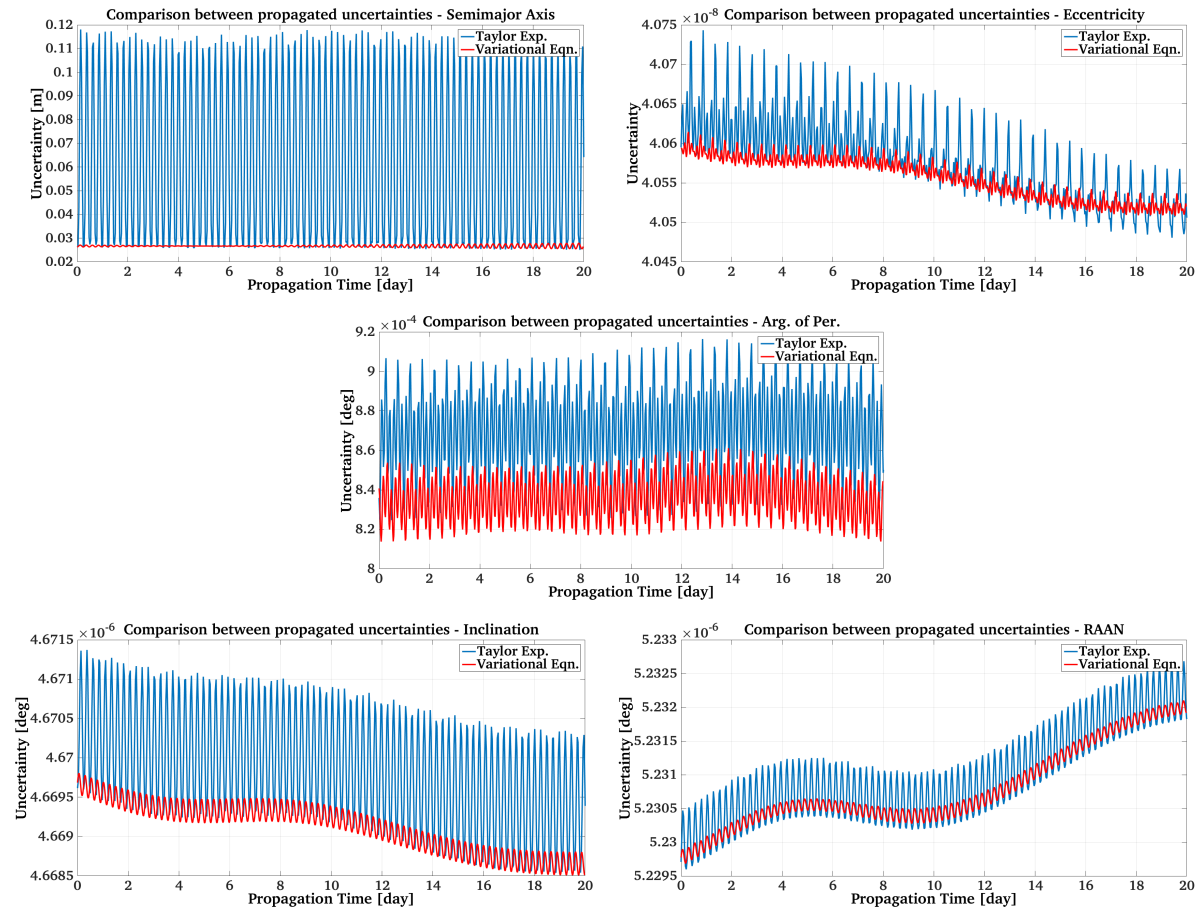 Comparison between propagated uncertainties - Semimajor Axis
Taylor Exp.
Variational Eqn.
Uncertainty [m]
0.12
0.11
0.1
0.09
0.08
0.07
0.06
0.05
0.04
0.03
0.02
0 2 4 6 8 10 12 14 16 18 20
Propagation Time [day]
×10⁻⁸
Comparison between propagated uncertainties - Eccentricity
Taylor Exp.
Variational Eqn.
Uncertainty
4.075
4.07
4.065
4.06
4.055
4.05
4.045
0 2 4 6 8 10 12 14 16 18 20
Propagation Time [day]
×10⁻⁴
Comparison between propagated uncertainties - Arg. of Per.
Taylor Exp.
Variational Eqn.
Uncertainty [deg]
9.2
9
8.8
8.6
8.4
8.2
8
0 2 4 6 8 10 12 14 16 18 20
Propagation Time [day]
×10⁻⁶
Comparison between propagated uncertainties - Inclination
Taylor Exp.
Variational Eqn.
Uncertainty [deg]
4.6715
4.671
4.6705
4.67
4.6695
4.669
4.6685
0 2 4 6 8 10 12 14 16 18 20
Propagation Time [day]
×10⁻⁶
Comparison between propagated uncertainties - RAAN
Taylor Exp.
Variational Eqn.
Uncertainty [deg]
5.233
5.2325
5.232
5.2315
5.231
5.2305
5.23
5.2295
0 2 4 6 8 10 12 14 16 18 20
Propagation Time [day]